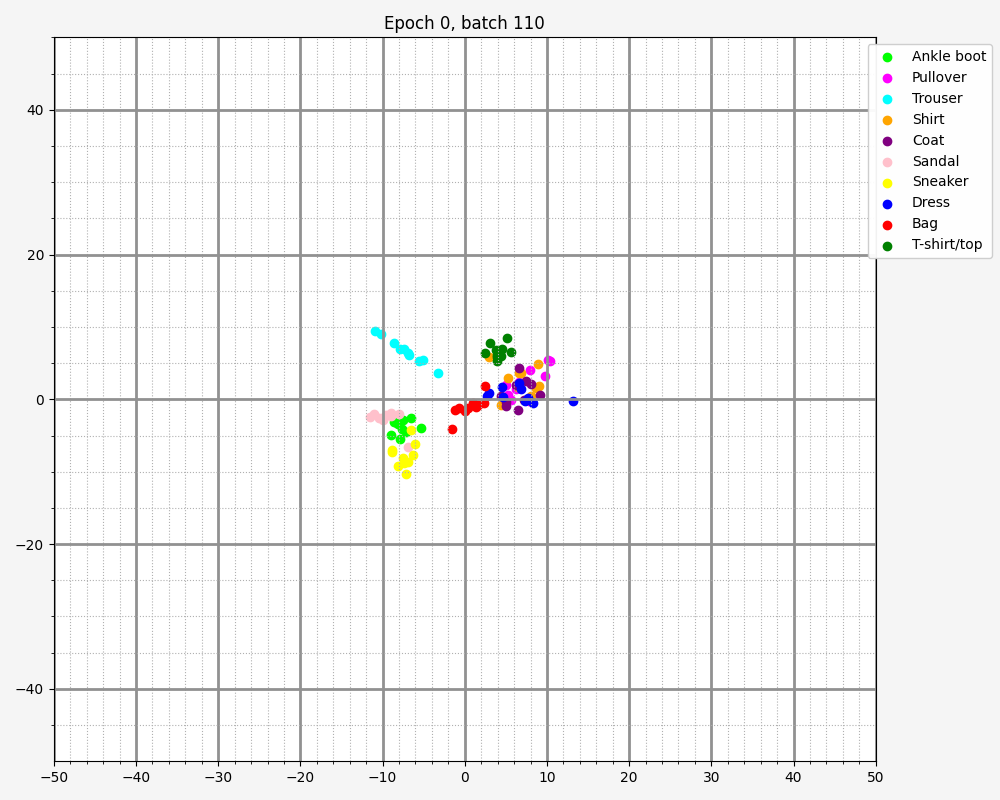 Epoch 0, batch 110
Ankle boot
Pullover
Trouser
Shirt
Coat
Sandal
Sneaker
Dress
Bag
T-shirt/top
40
20
0
−20
−40
−50 −40 −30 −20 −10 0 10 20 30 40 50